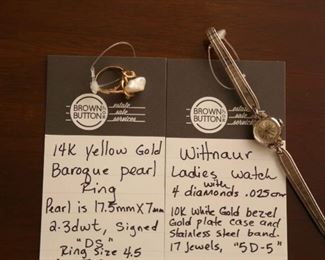 BROWN
BUTTON
estate
sale
services
14K Yellow Gold
Baroque pearl
Ring
Pearl is 17.5mm X 7mm
2.3dwt, Signed
"DS"
Ring Size 4.5
BROWN
BUTTON
estate
sale
services
Wittnaur
Ladies Watch
with
4 diamonds .025cm
10K White Gold bezel
Gold plate case and
Stainless Steel band.
17 Jewels, "5D-5"